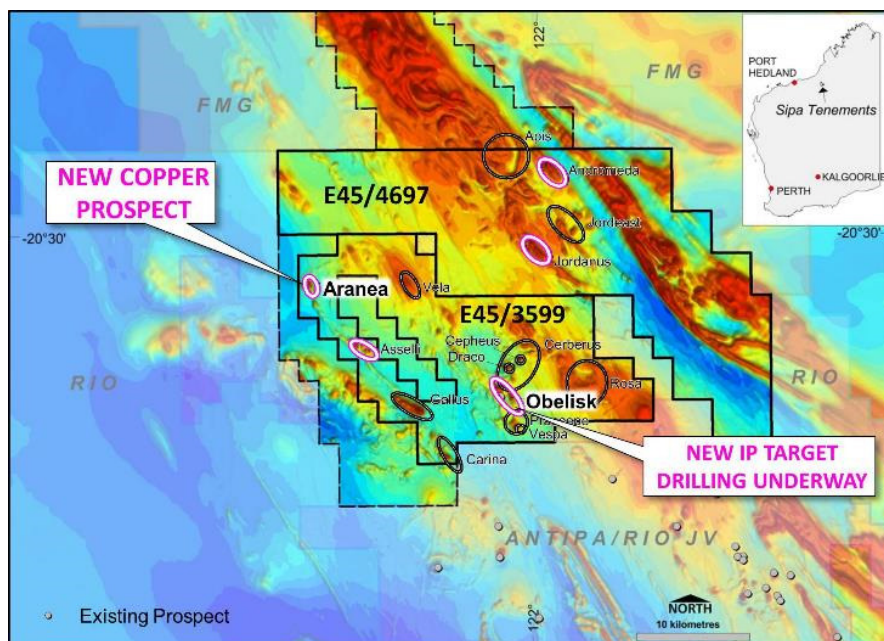 122°
PORT
HEDLAND
Sipa Tenements
KALGOORLIE
PERTH
FMG
FMG
Apis
Andromeda
NEW COPPER
PROSPECT
E45/4697
Jordeast
-20°30'
-20°30'
Jordanus
Aranea
Vela
E45/3599
Cepheus
Cerberus
Draco
Asselli
RIO
RIO
Rosa
Obelisk
Gallus
Vespa
Carina
NEW IP TARGET
DRILLING UNDERWAY
ANTIPA/RIO JV
Existing Prospect
122°
NORTH
10 kilometres